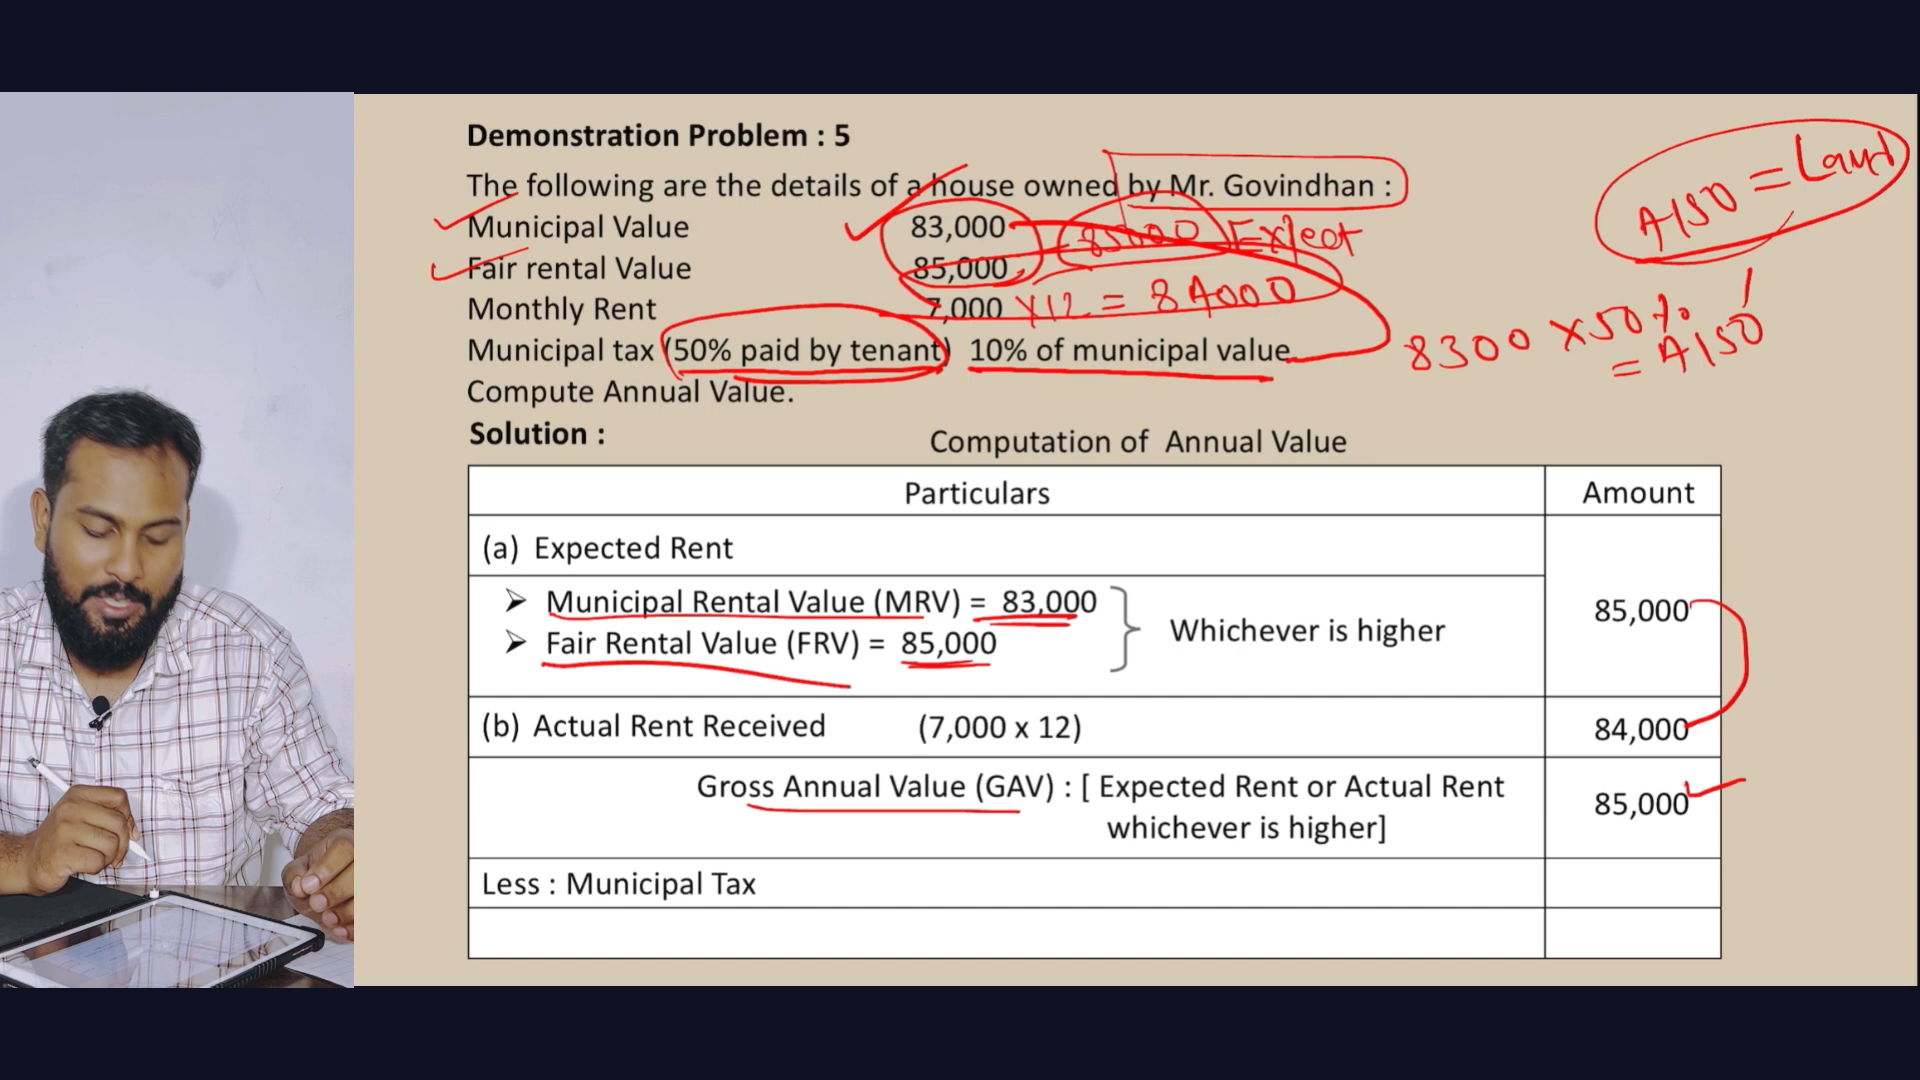 Demonstration Problem : 5
The following are the details of a house owned by Mr. Govindhan :
Municipal Value 83,000 85000 Expect
Fair rental Value 85,000
Monthly Rent 7,000 X12 = 84000
Municipal tax (50% paid by tenant) 10% of municipal value
8300 X50% = 4150
4150 = Land
Compute Annual Value.
Solution :
Computation of Annual Value
Particulars Amount
(a) Expected Rent
➢ Municipal Rental Value (MRV) = 83,000
➢ Fair Rental Value (FRV) = 85,000
Whichever is higher 85,000
(b) Actual Rent Received (7,000 x 12) 84,000
Gross Annual Value (GAV) : [ Expected Rent or Actual Rent
whichever is higher] 85,000
Less : Municipal Tax